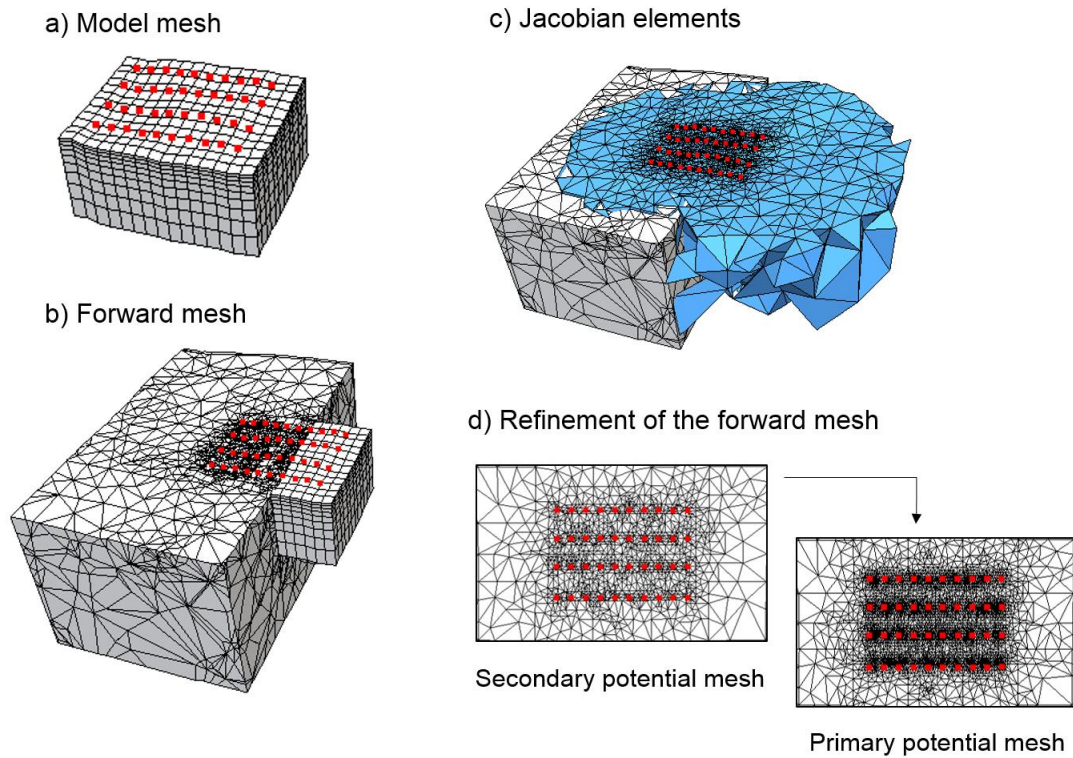 a) Model mesh
b) Forward mesh
c) Jacobian elements
d) Refinement of the forward mesh
Secondary potential mesh
Primary potential mesh